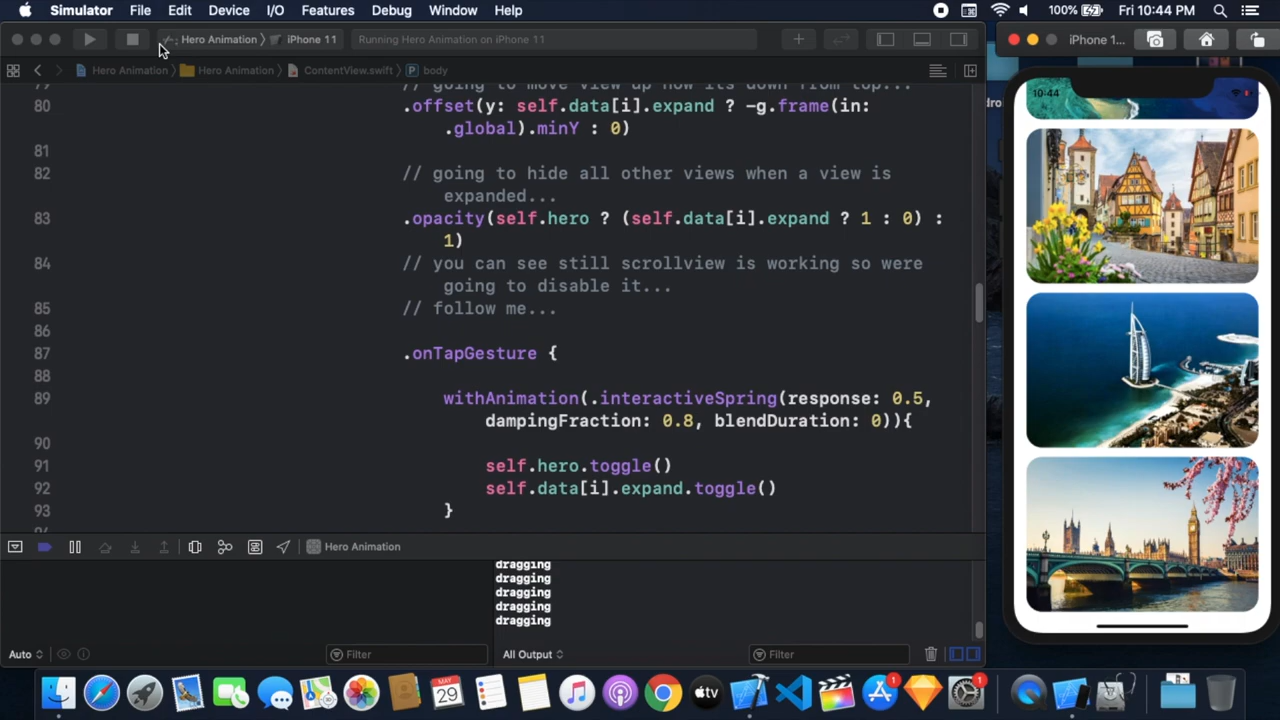 Simulator File Edit Device I/O Features Debug Window Help 100% Fri 10:44 PM
Hero Animation iPhone 11 Running Hero Animation on iPhone 11 iPhone 1...
Hero Animation Hero Animation ContentView.swift P body
79 // going to move view up how its down from top...
80 .offset(y: self.data[i].expand ? -g.frame(in:
.global).minY : 0)
81
82 // going to hide all other views when a view is
expanded...
83 .opacity(self.hero ? (self.data[i].expand ? 1 : 0) :
1)
84 // you can see still scrollview is working so were
going to disable it...
85 // follow me...
86
87 .onTapGesture {
88
89 withAnimation(.interactiveSpring(response: 0.5,
dampingFraction: 0.8, blendDuration: 0)){
90
91 self.hero.toggle()
92 self.data[i].expand.toggle()
93 }
Hero Animation
dragging
dragging
dragging
dragging
dragging
Auto Filter All Output Filter
10:44
MAY
29
tv
1
1